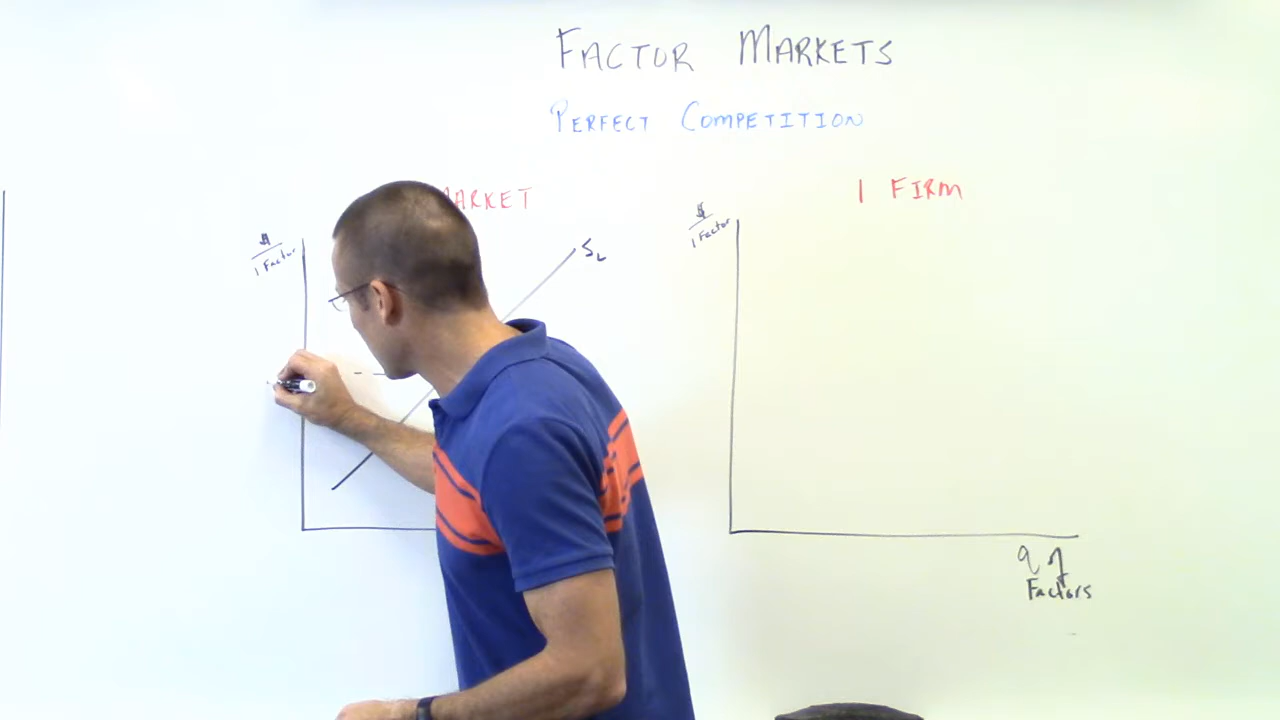 FACTOR MARKETS
PERFECT COMPETITION
ARKET
1 FIRM
$
1 Factor
SL
$
1 Factor
q of
Factors